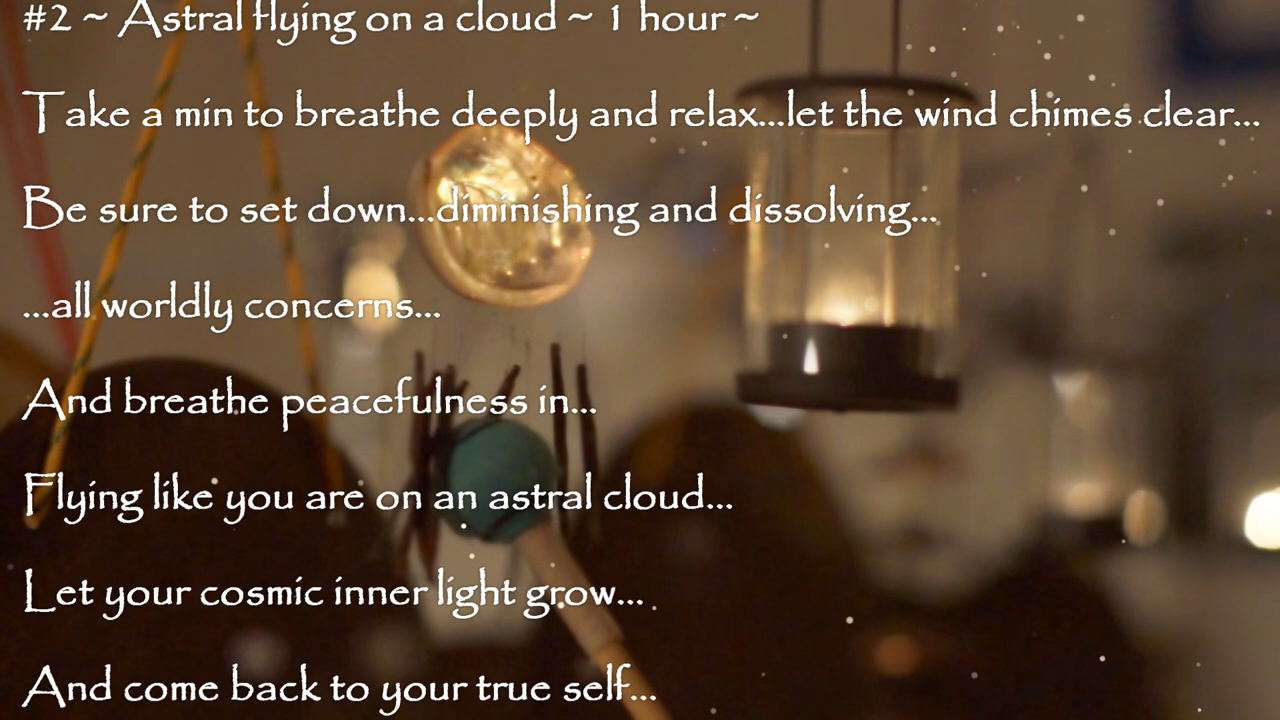 #2 ~ Astral flying on a cloud ~ 1 hour ~
Take a min to breathe deeply and relax...let the wind chimes clear...
Be sure to set down...diminishing and dissolving...
...all worldly concerns...
And breathe peacefulness in...
Flying like you are on an astral cloud...
Let your cosmic inner light grow...
And come back to your true self...